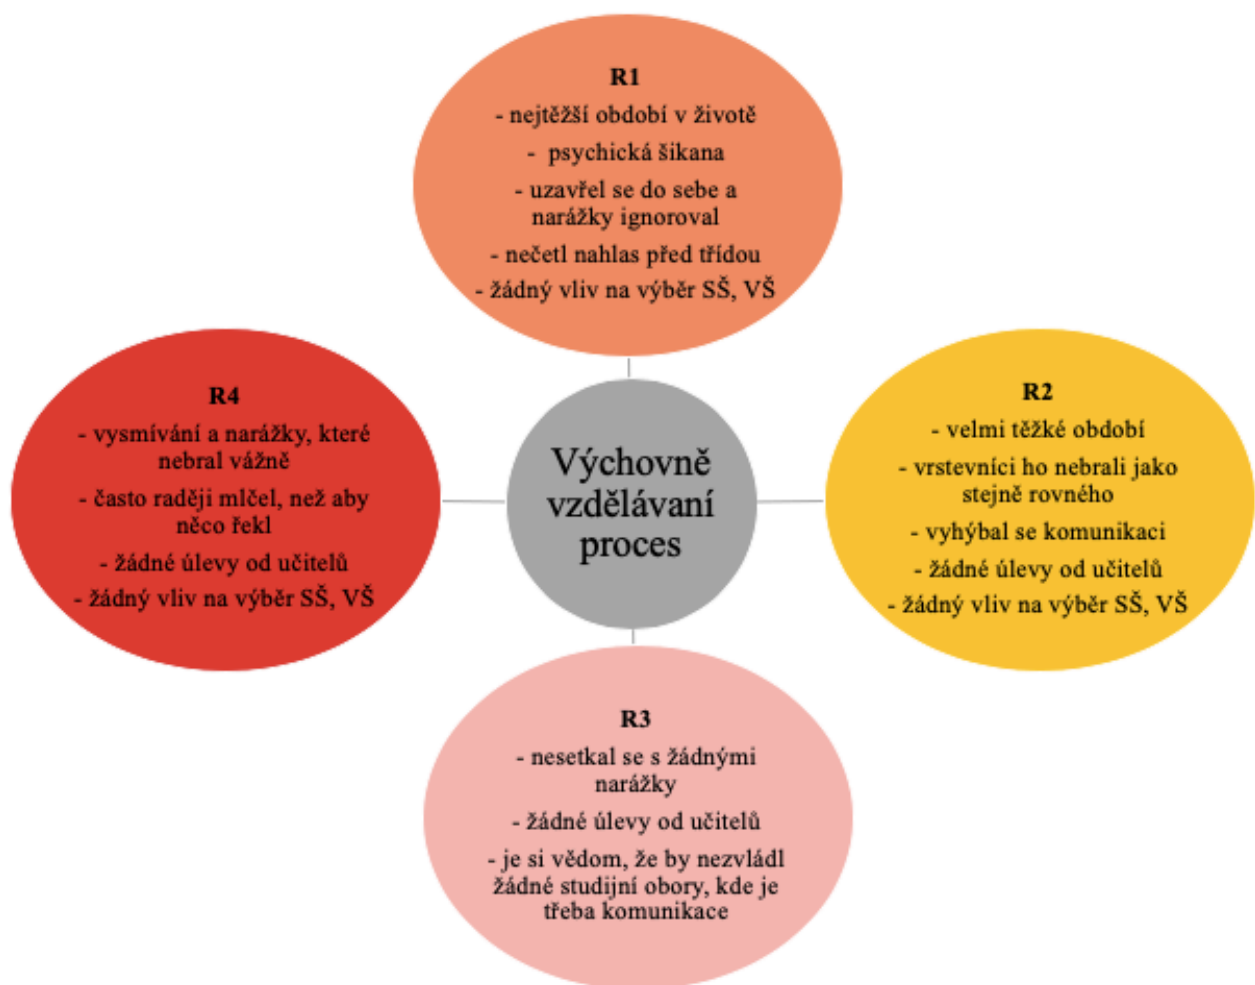 R1
- nejtěžší období v životě
- psychická šikana
- uzavřel se do sebe a
narážky ignoroval
- nečetl nahlas před třídou
- žádný vliv na výběr SŠ, VŠ
R4
- vysmívání a narážky, které
nebral vážně
- často raději mlčel, než aby
něco řekl
- žádné úlevy od učitelů
- žádný vliv na výběr SŠ, VŠ
Výchovně
vzdělávaní
proces
R2
- velmi těžké období
- vrstevníci ho nebrali jako
stejně rovného
- vyhýbal se komunikaci
- žádné úlevy od učitelů
- žádný vliv na výběr SŠ, VŠ
R3
- nesetkal se s žádnými
narážky
- žádné úlevy od učitelů
- je si vědom, že by nezvládl
žádné studijní obory, kde je
třeba komunikace